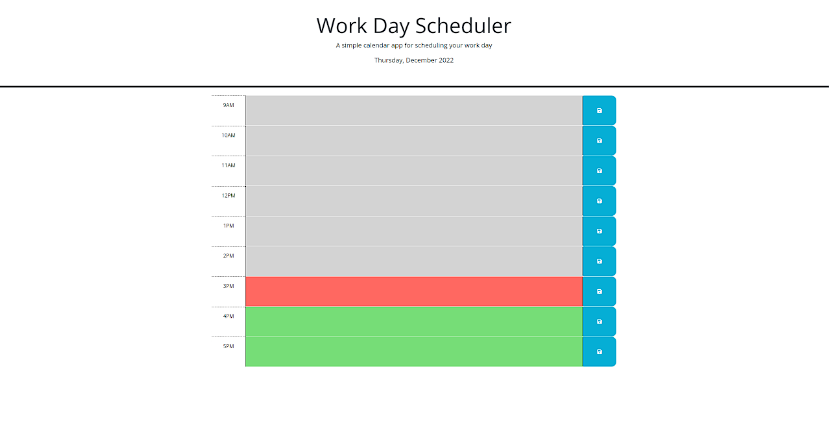 Work Day Scheduler
A simple calendar app for scheduling your work day
Thursday, December 2022
9AM
10AM
11AM
12PM
1PM
2PM
3PM
4PM
5PM